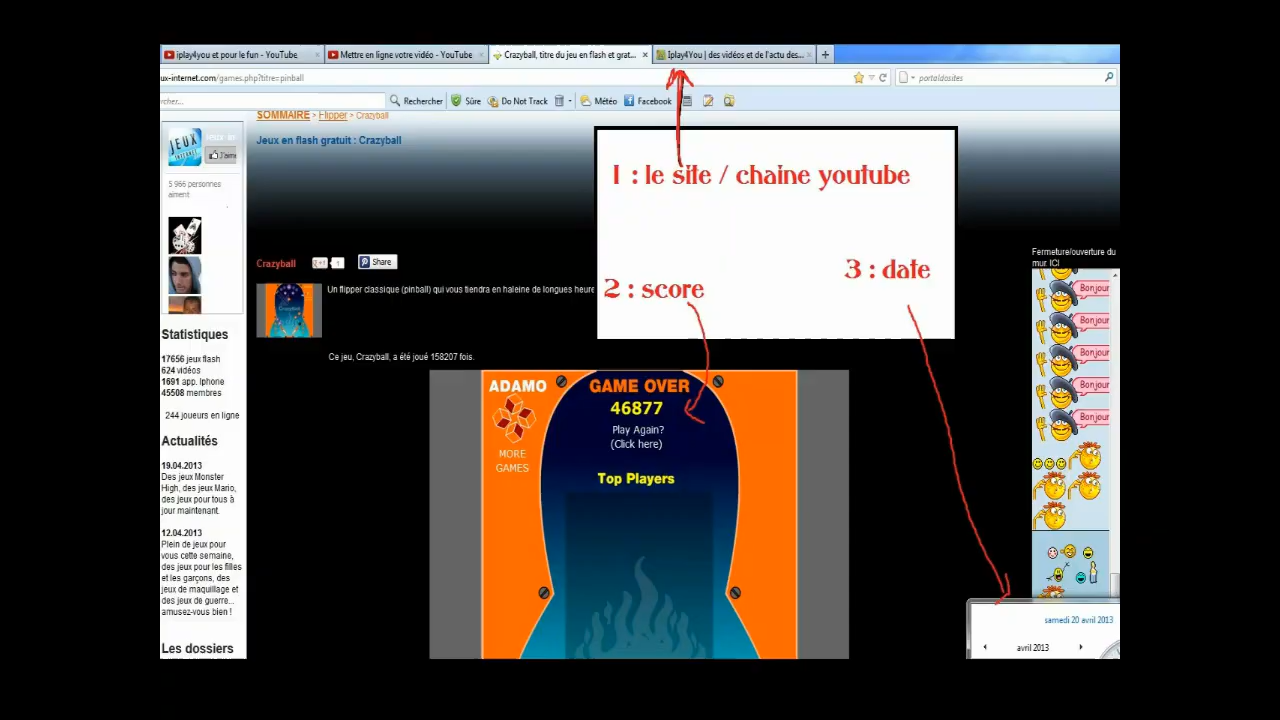 iplay4you et pour le fun - YouTube
Mettre en ligne votre vidéo - YouTube
Crazyball, titre du jeu en flash et grat...
Iplay4You | des vidéos et de l'actu des...
ux-internet.com/games.php?titre=pinball
portaldosites
rcher...
Rechercher
Sûre
Do Not Track
Météo
Facebook
SOMMAIRE > Flipper > Crazyball
Jeux en flash gratuit : Crazyball
JEUX
J'aime
5 966 personnes
aiment
1 : le site / chaine youtube
2 : score
3 : date
Fermeture/ouverture du
mur ICI
Crazyball
+1
Share
Un flipper classique (pinball) qui vous tiendra en haleine de longues heure
Ce jeu, Crazyball, a été joué 158207 fois.
Bonjour
Bonjour
Bonjour
Bonjour
Bonjour
Statistiques
17656 jeux flash
624 vidéos
1691 app. Iphone
45508 membres
244 joueurs en ligne
Actualités
19.04.2013
Des jeux Monster
High, des jeux Mario,
des jeux pour tous à
jour maintenant.
12.04.2013
Plein de jeux pour
vous cette semaine,
des jeux pour les filles
et les garçons, des
jeux de maquillage et
des jeux de guerre...
amusez-vous bien !
Les dossiers
ADAMO
MORE
GAMES
GAME OVER
46877
Play Again?
(Click here)
Top Players
samedi 20 avril 2013
avril 2013